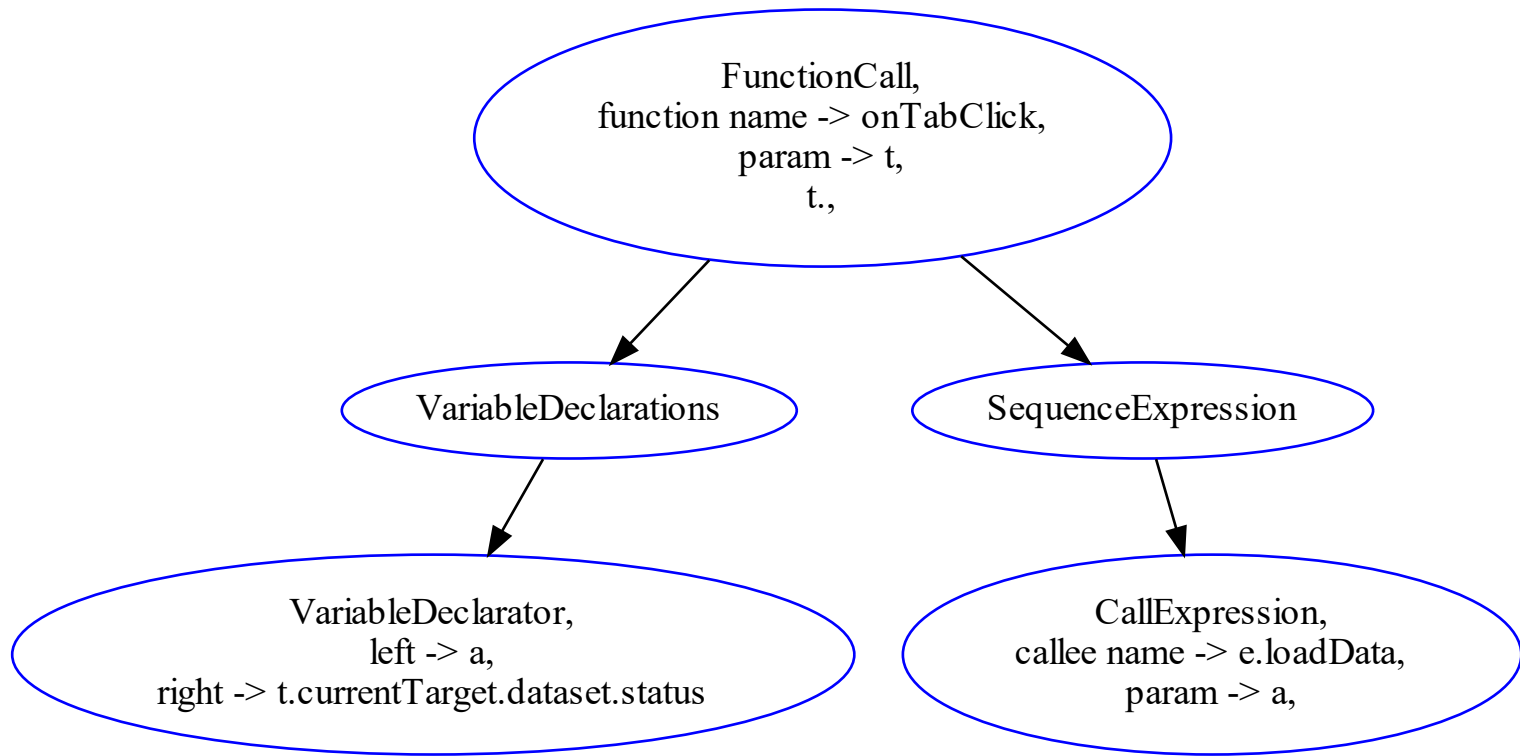 FunctionCall,
function name -> onTabClick,
param -> t,
t.,
VariableDeclarations
SequenceExpression
VariableDeclarator,
left -> a,
right -> t.currentTarget.dataset.status
CallExpression,
callee name -> e.loadData,
param -> a,